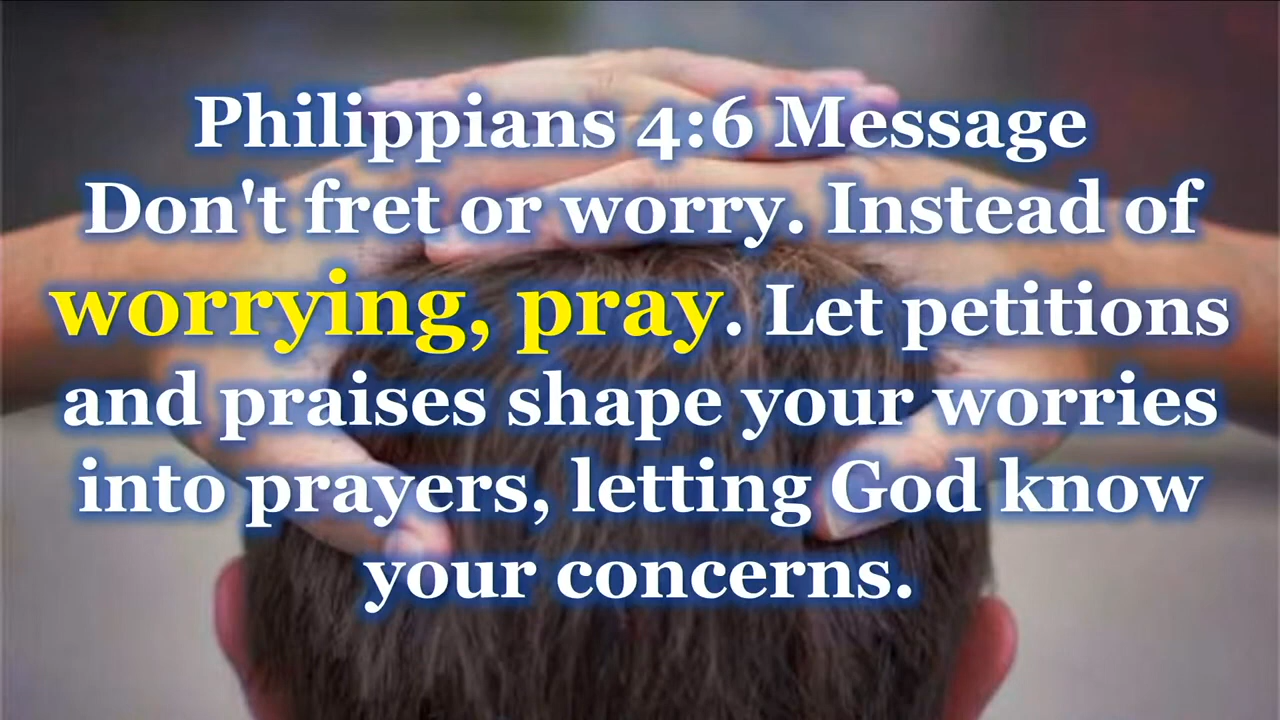 Philippians 4:6 Message
Don't fret or worry. Instead of
worrying, pray. Let petitions
and praises shape your worries
into prayers, letting God know
your concerns.